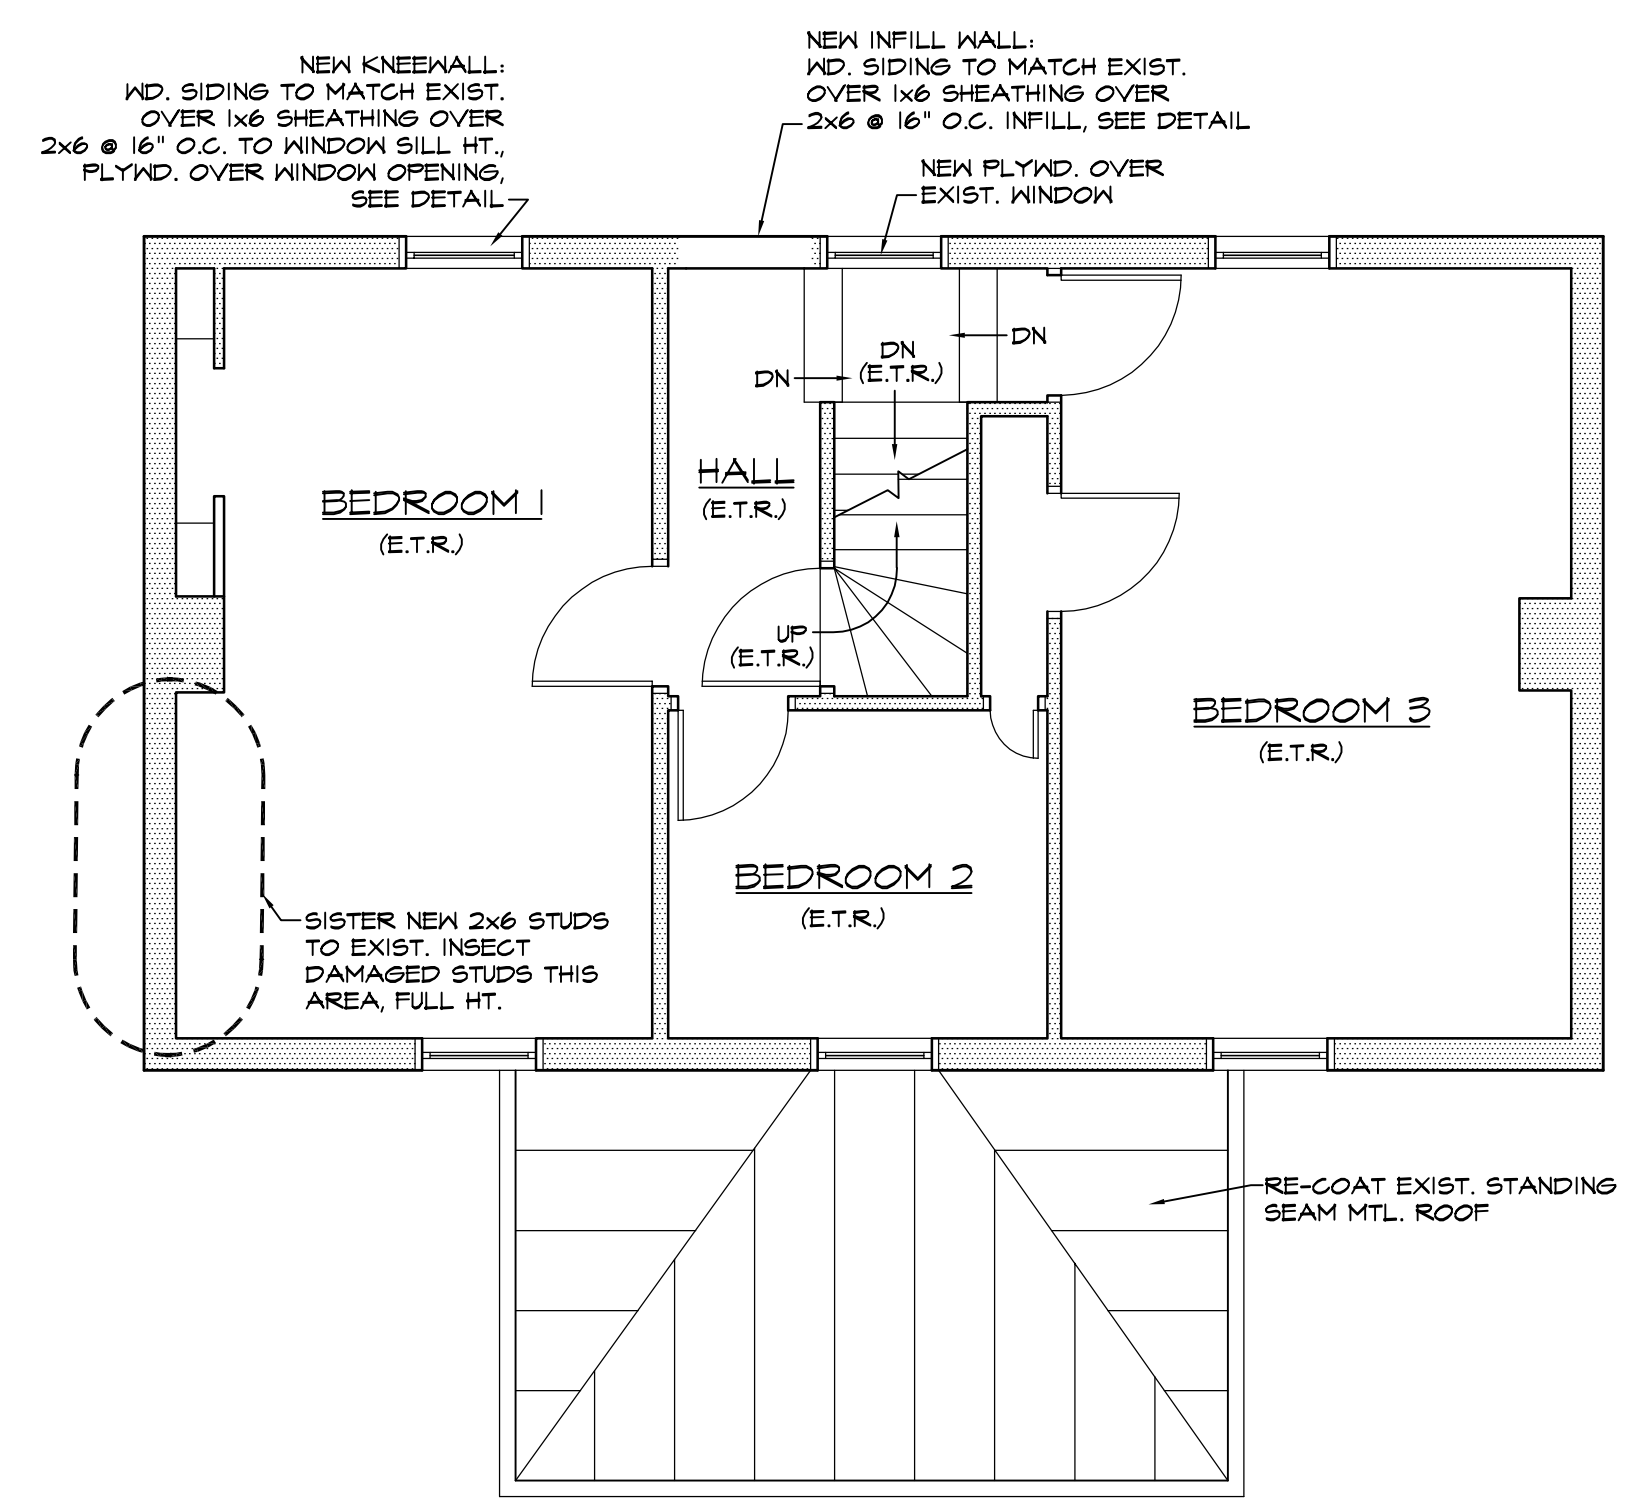 NEW KNEEWALL:
WD. SIDING TO MATCH EXIST.
OVER 1x6 SHEATHING OVER
2x6 @ 16" O.C. TO WINDOW SILL HT.,
PLYWD. OVER WINDOW OPENING,
SEE DETAIL
NEW INFILL WALL:
WD. SIDING TO MATCH EXIST.
OVER 1x6 SHEATHING OVER
2x6 @ 16" O.C. INFILL, SEE DETAIL
NEW PLYWD. OVER
EXIST. WINDOW
DN
DN
(E.T.R.)
DN
HALL
(E.T.R.)
BEDROOM 1
(E.T.R.)
UP
(E.T.R.)
BEDROOM 3
(E.T.R.)
BEDROOM 2
(E.T.R.)
SISTER NEW 2x6 STUDS
TO EXIST. INSECT
DAMAGED STUDS THIS
AREA, FULL HT.
RE-COAT EXIST. STANDING
SEAM MTL. ROOF